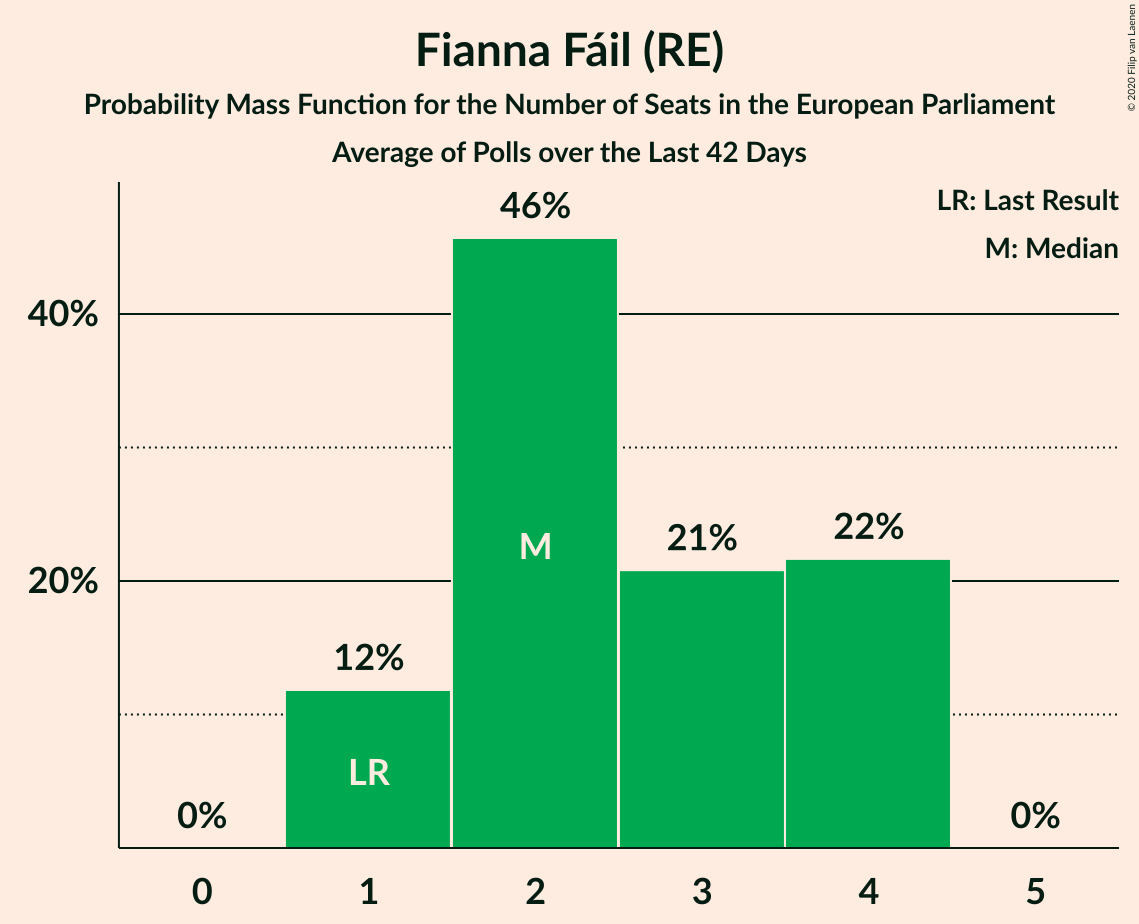 Fianna Fáil (RE)
Probability Mass Function for the Number of Seats in the European Parliament
Average of Polls over the Last 42 Days
© 2020 Filip van Laenen
LR: Last Result
M: Median
46%
40%
M
22%
21%
20%
12%
LR
0%
0%
0 1 2 3 4 5